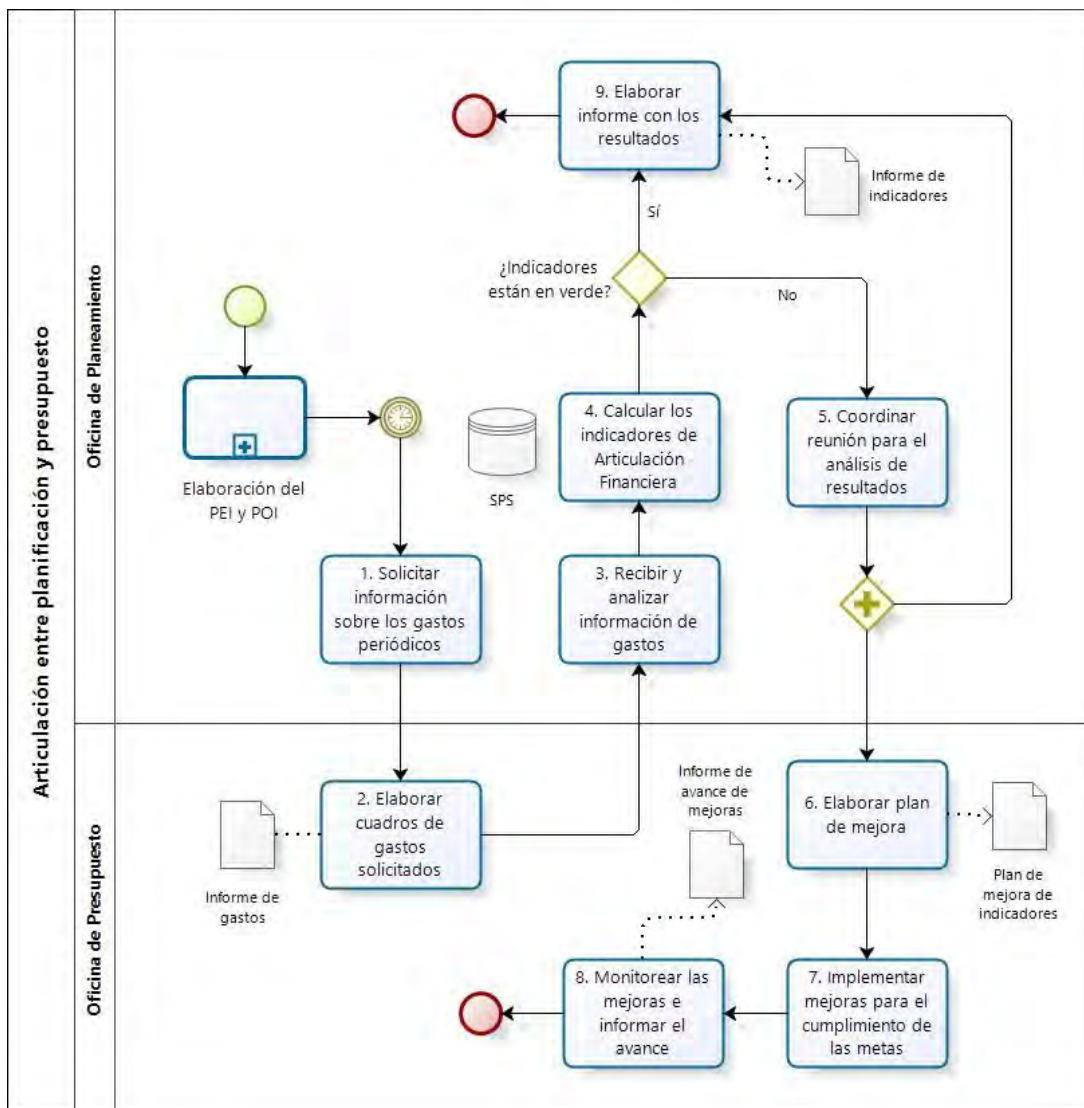 Articulación entre planificación y presupuesto
Oficina de Planeamiento
9. Elaborar
informe con los
resultados
Informe de
indicadores
Sí
¿Indicadores
están en verde?
No
Elaboración del
PEI y POI
SPS
4. Calcular los
indicadores de
Articulación
Financiera
5. Coordinar
reunión para el
análisis de
resultados
1. Solicitar
información
sobre los gastos
periódicos
3. Recibir y
analizar
información de
gastos
Oficina de Presupuesto
2. Elaborar
cuadros de
gastos
solicitados
Informe de
gastos
Informe de
avance de
mejoras
6. Elaborar plan
de mejora
Plan de
mejora de
indicadores
8. Monitorear las
mejoras e
informar el
avance
7. Implementar
mejoras para el
cumplimiento de
las metas